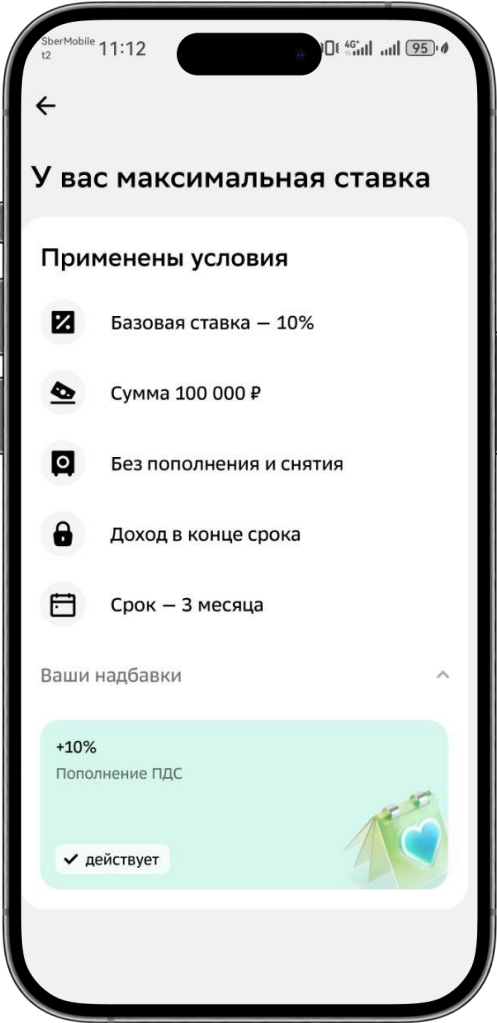 SberMobile
t2
11:12
4G+
95
У вас максимальная ставка
Применены условия
Базовая ставка — 10%
Сумма 100 000 ₽
Без пополнения и снятия
Доход в конце срока
Срок — 3 месяца
Ваши надбавки
+10%
Пополнение ПДС
действует